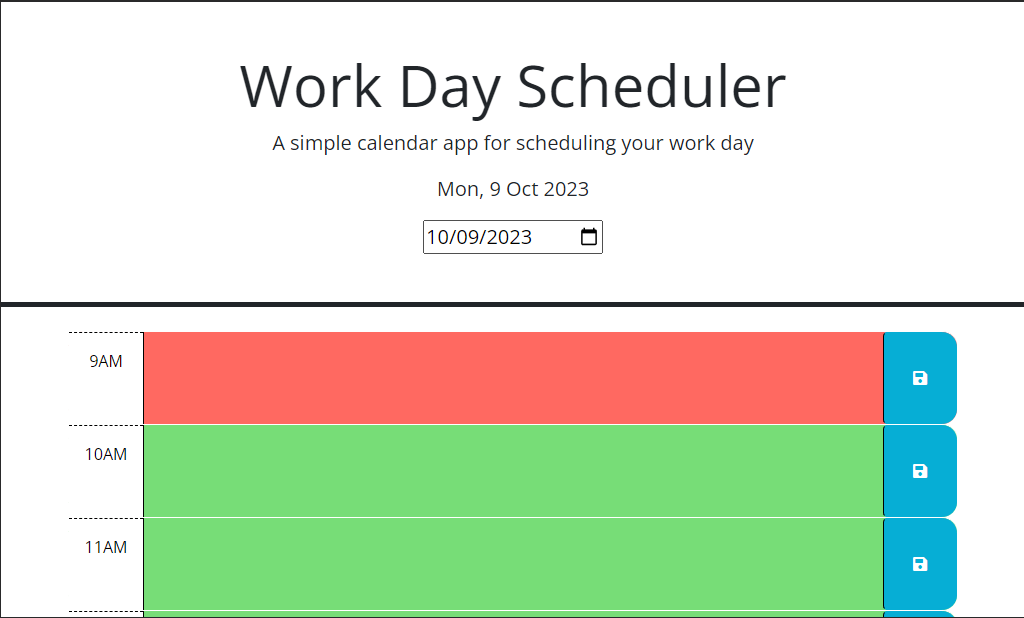 Work Day Scheduler
A simple calendar app for scheduling your work day
Mon, 9 Oct 2023
10/09/2023
9AM
10AM
11AM